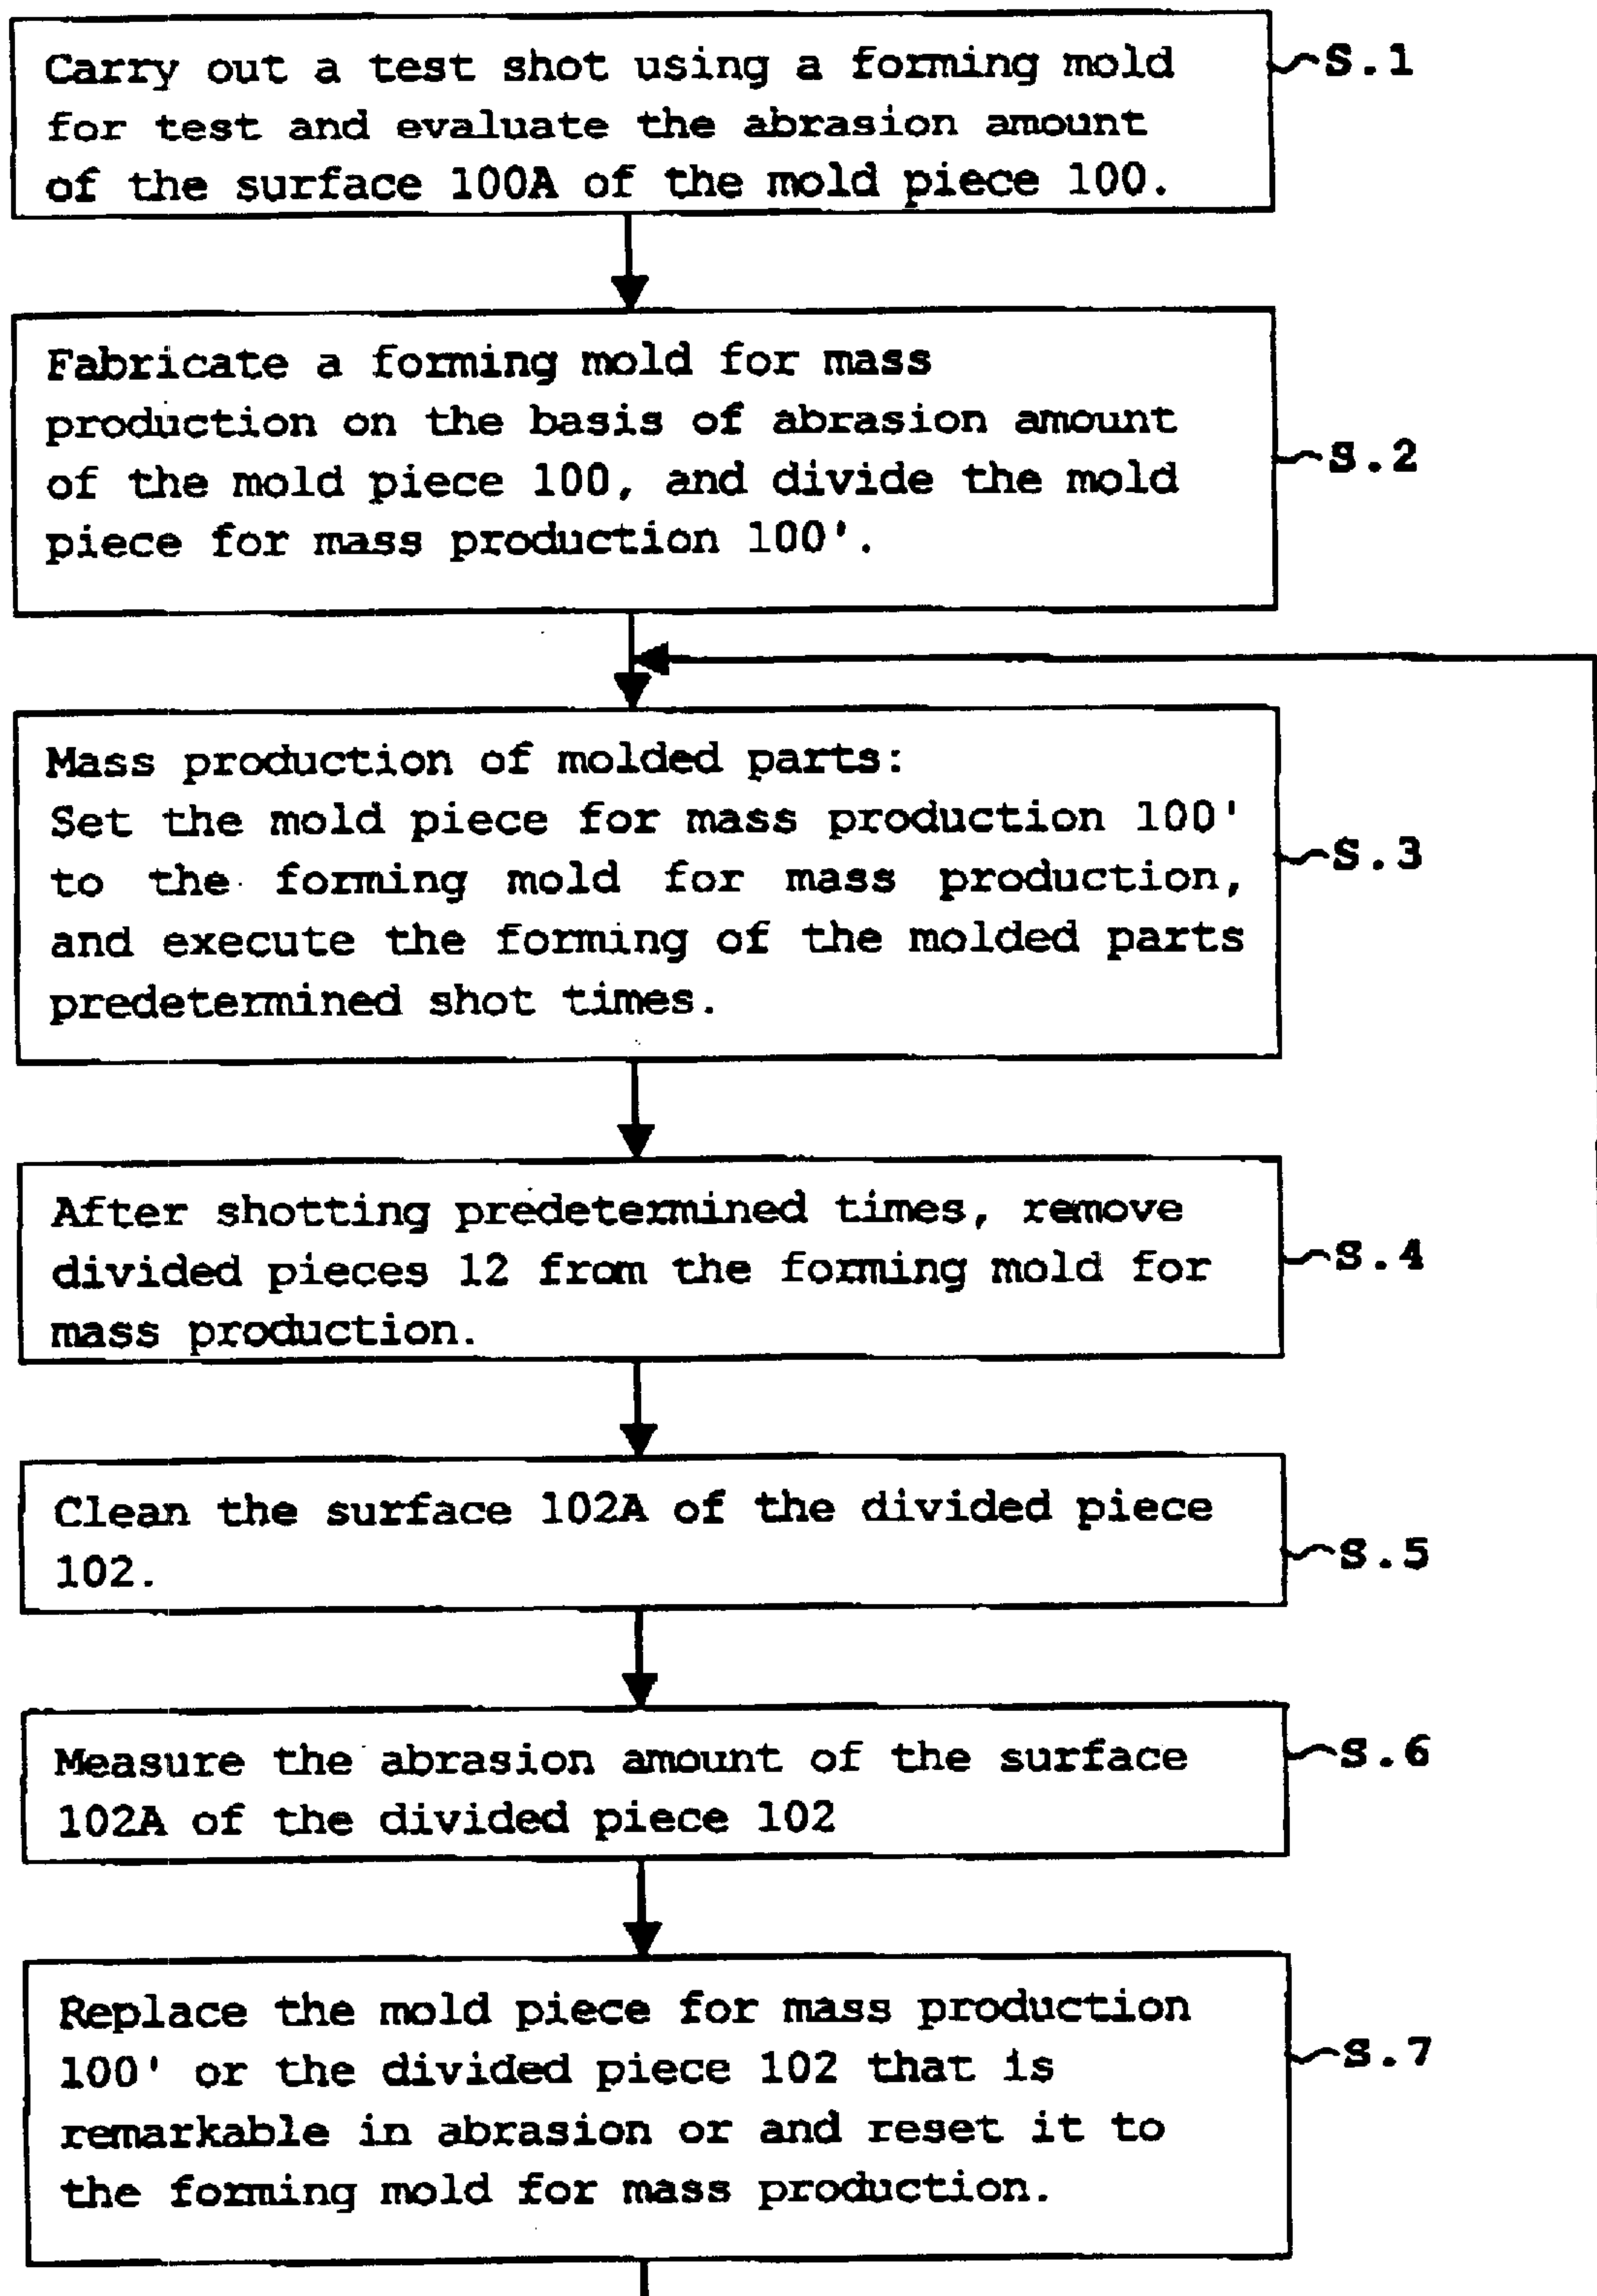 Carry out a test shot using a forming mold
for test and evaluate the abrasion amount
of the surface 100A of the mold piece 100.
S.1
Fabricate a forming mold for mass
production on the basis of abrasion amount
of the mold piece 100, and divide the mold
piece for mass production 100'.
S.2
Mass production of molded parts:
Set the mold piece for mass production 100'
to the forming mold for mass production,
and execute the forming of the molded parts
predetermined shot times.
S.3
After shotting predetermined times, remove
divided pieces 12 from the forming mold for
mass production.
S.4
Clean the surface 102A of the divided piece
102.
S.5
Measure the abrasion amount of the surface
102A of the divided piece 102
S.6
Replace the mold piece for mass production
100' or the divided piece 102 that is
remarkable in abrasion or and reset it to
the forming mold for mass production.
S.7